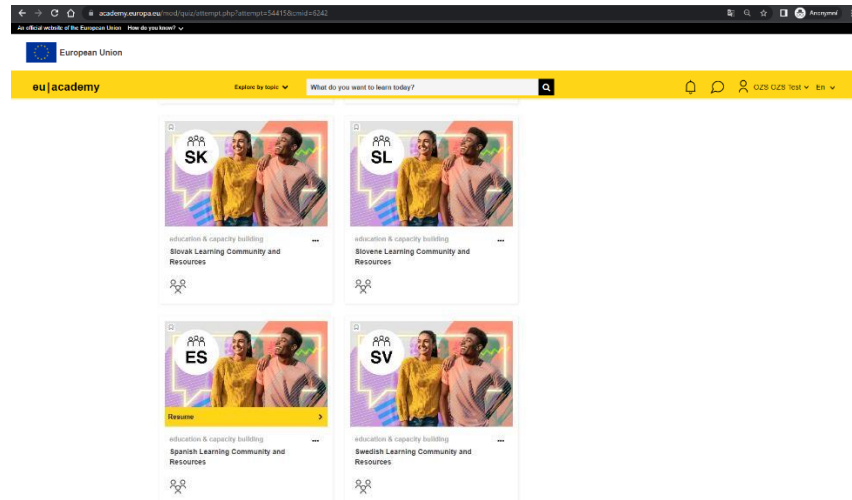 academy.europa.eu/mod/quiz/attempt.php?attempt=54415&cmid=6242
Anonymní
An official website of the European Union How do you know?
European Union
eu|academy
Explore by topic
What do you want to learn today?
OZS OZS Test
En
SK
SL
education & capacity building
Slovak Learning Community and
Resources
education & capacity building
Slovene Learning Community and
Resources
ES
Resume
SV
education & capacity building
Spanish Learning Community and
Resources
education & capacity building
Swedish Learning Community and
Resources